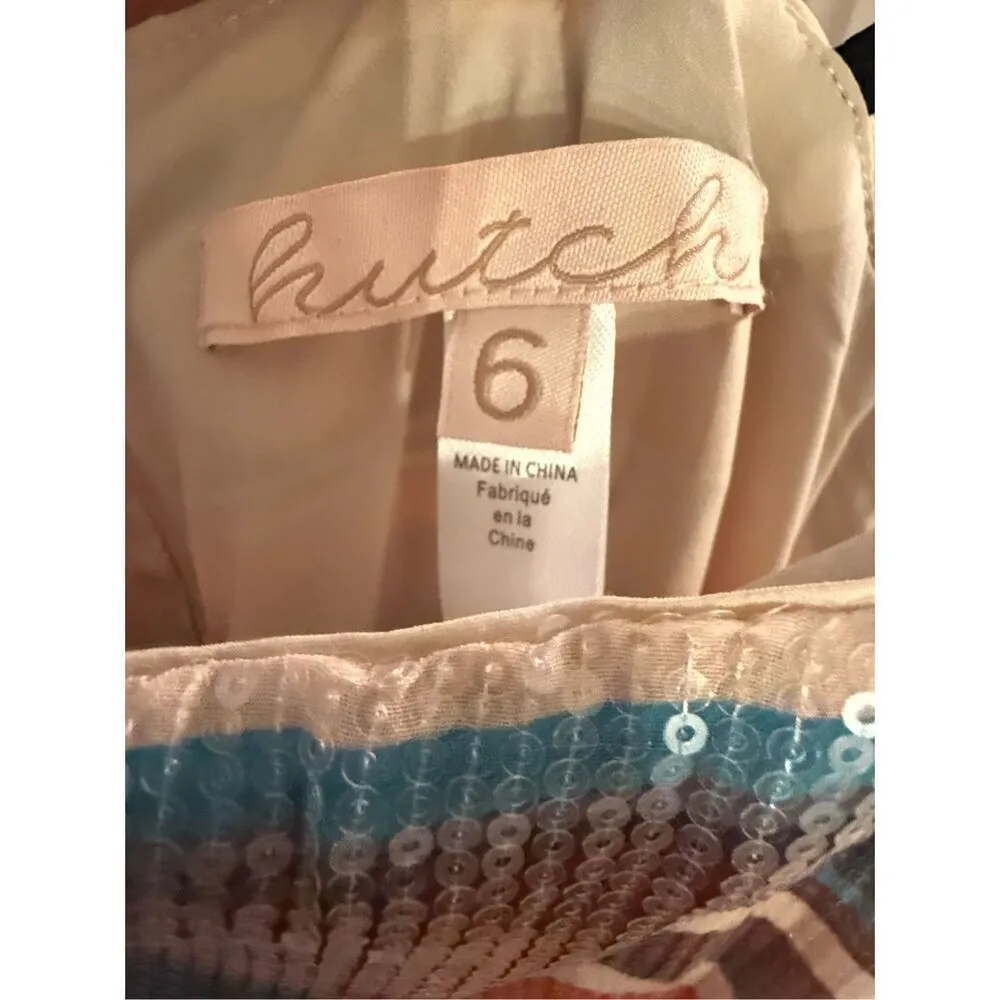 hutch
6
MADE IN CHINA
Fabriqué
en la
Chine